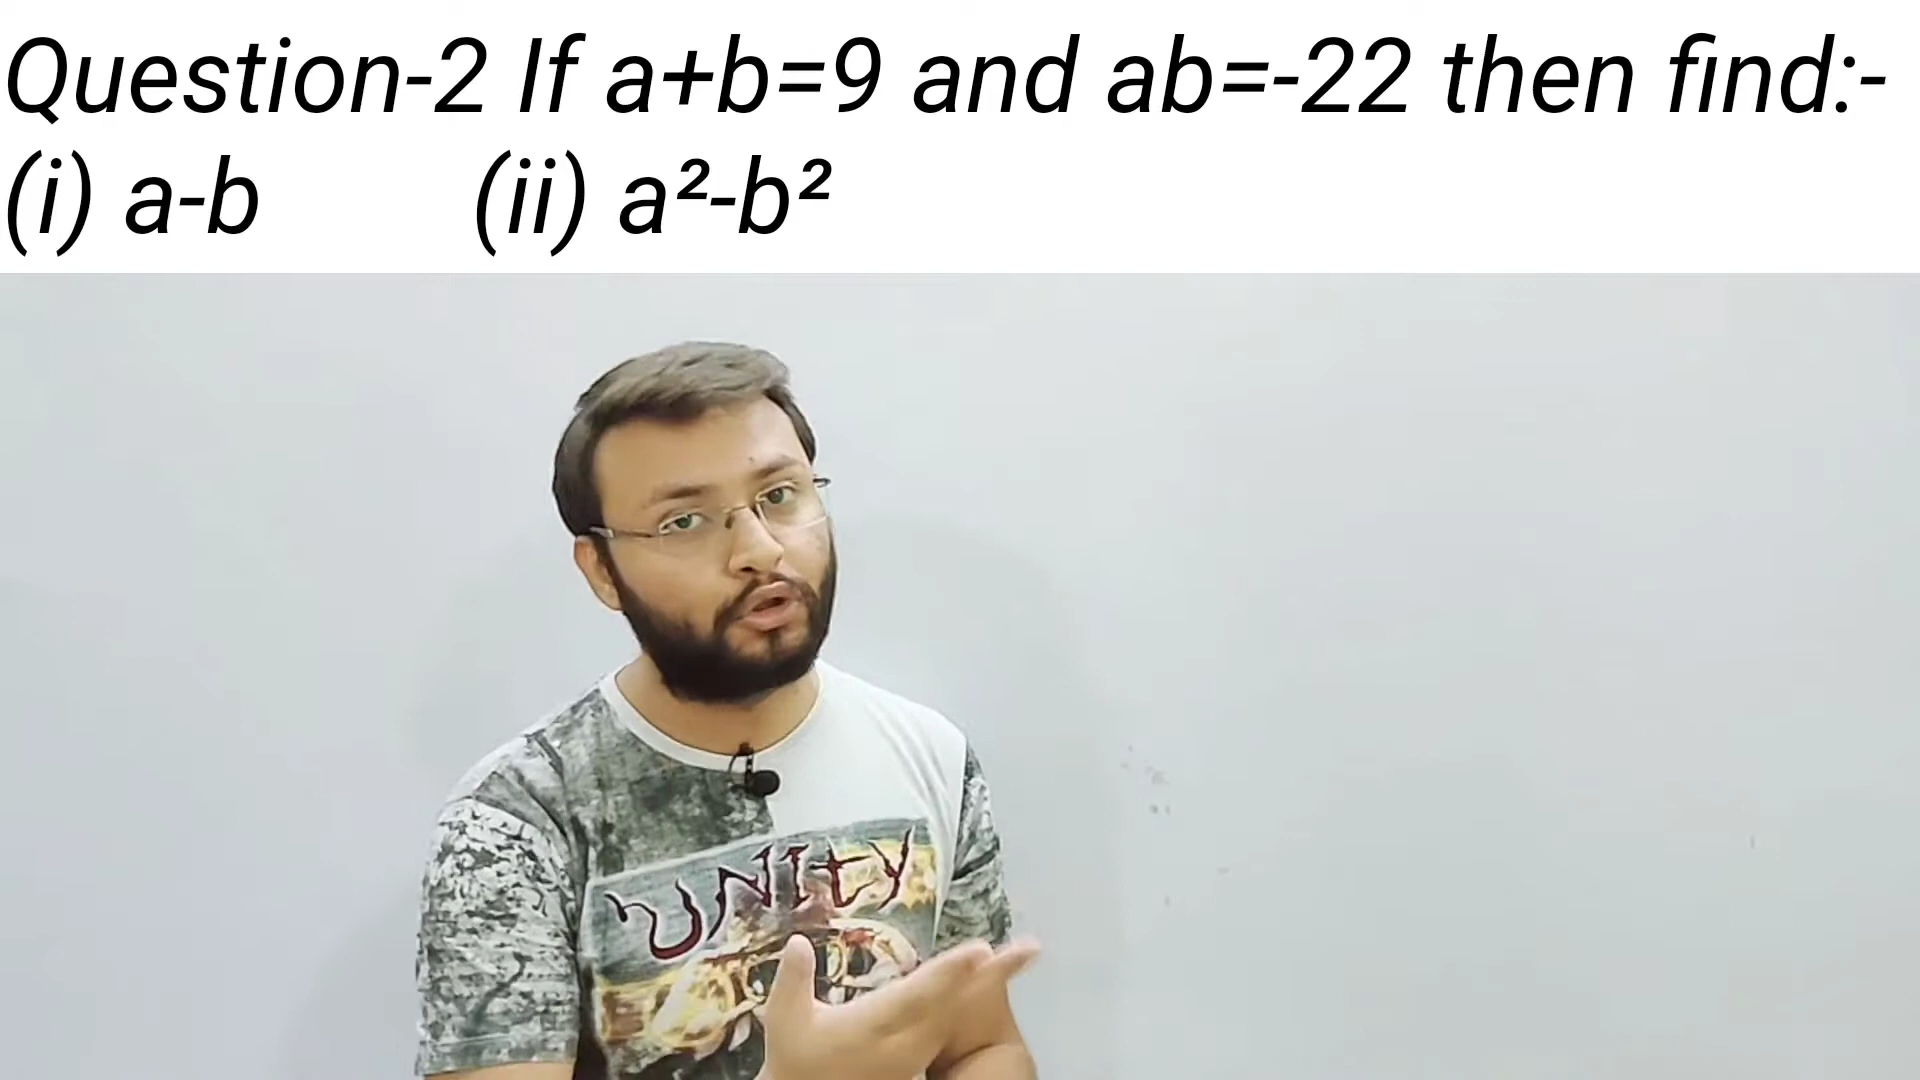 Question-2 If a+b=9 and ab=-22 then find:-
(i) a-b (ii) a²-b²
UNITY